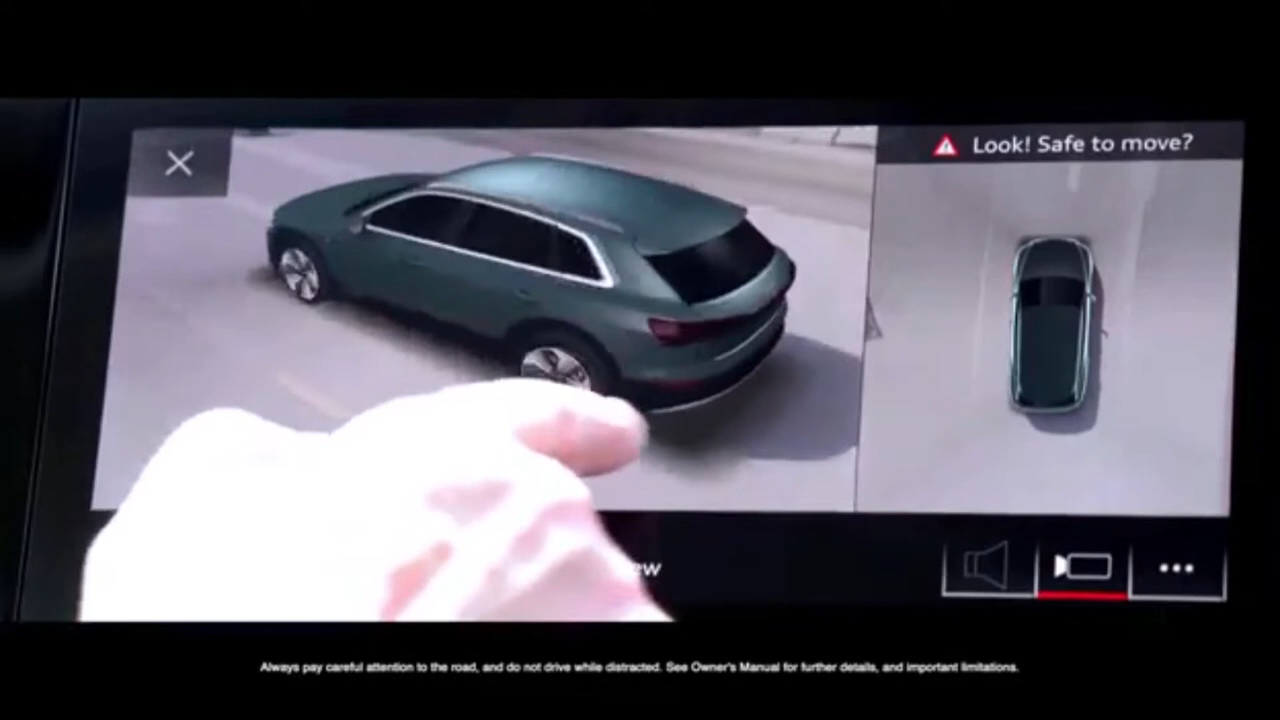 Look! Safe to move?
Always pay careful attention to the road, and do not drive while distracted. See Owner's Manual for further details, and important limitations.